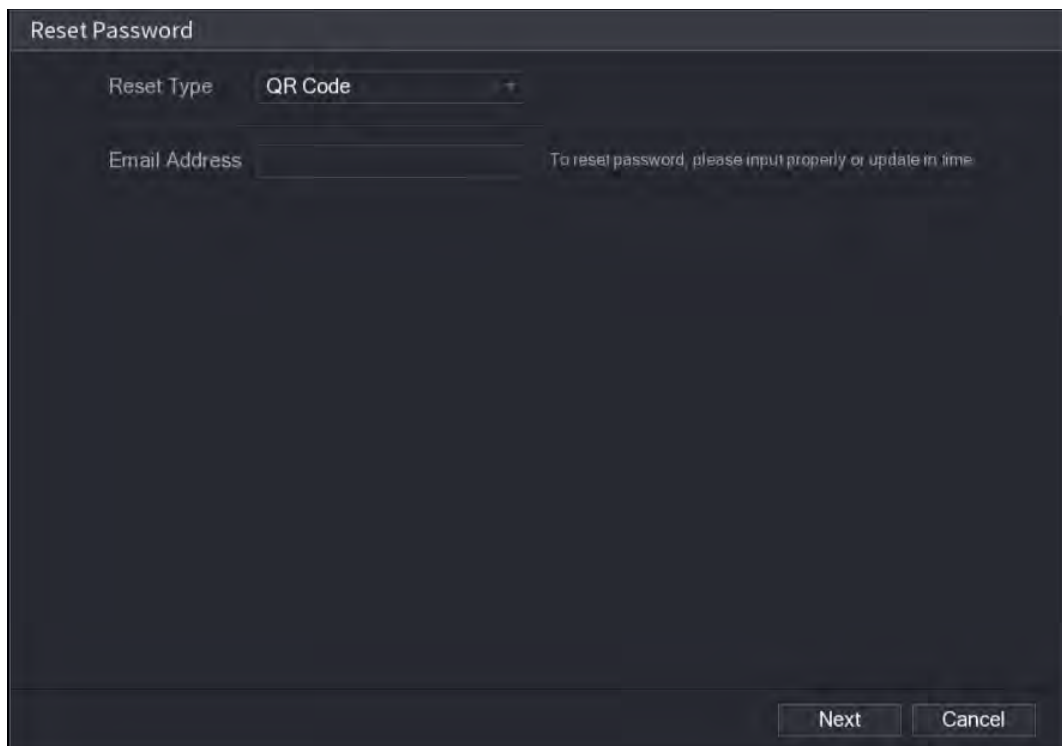 Reset Password
Reset Type QR Code
Email Address To reset password, please input properly or update in time.
Next Cancel